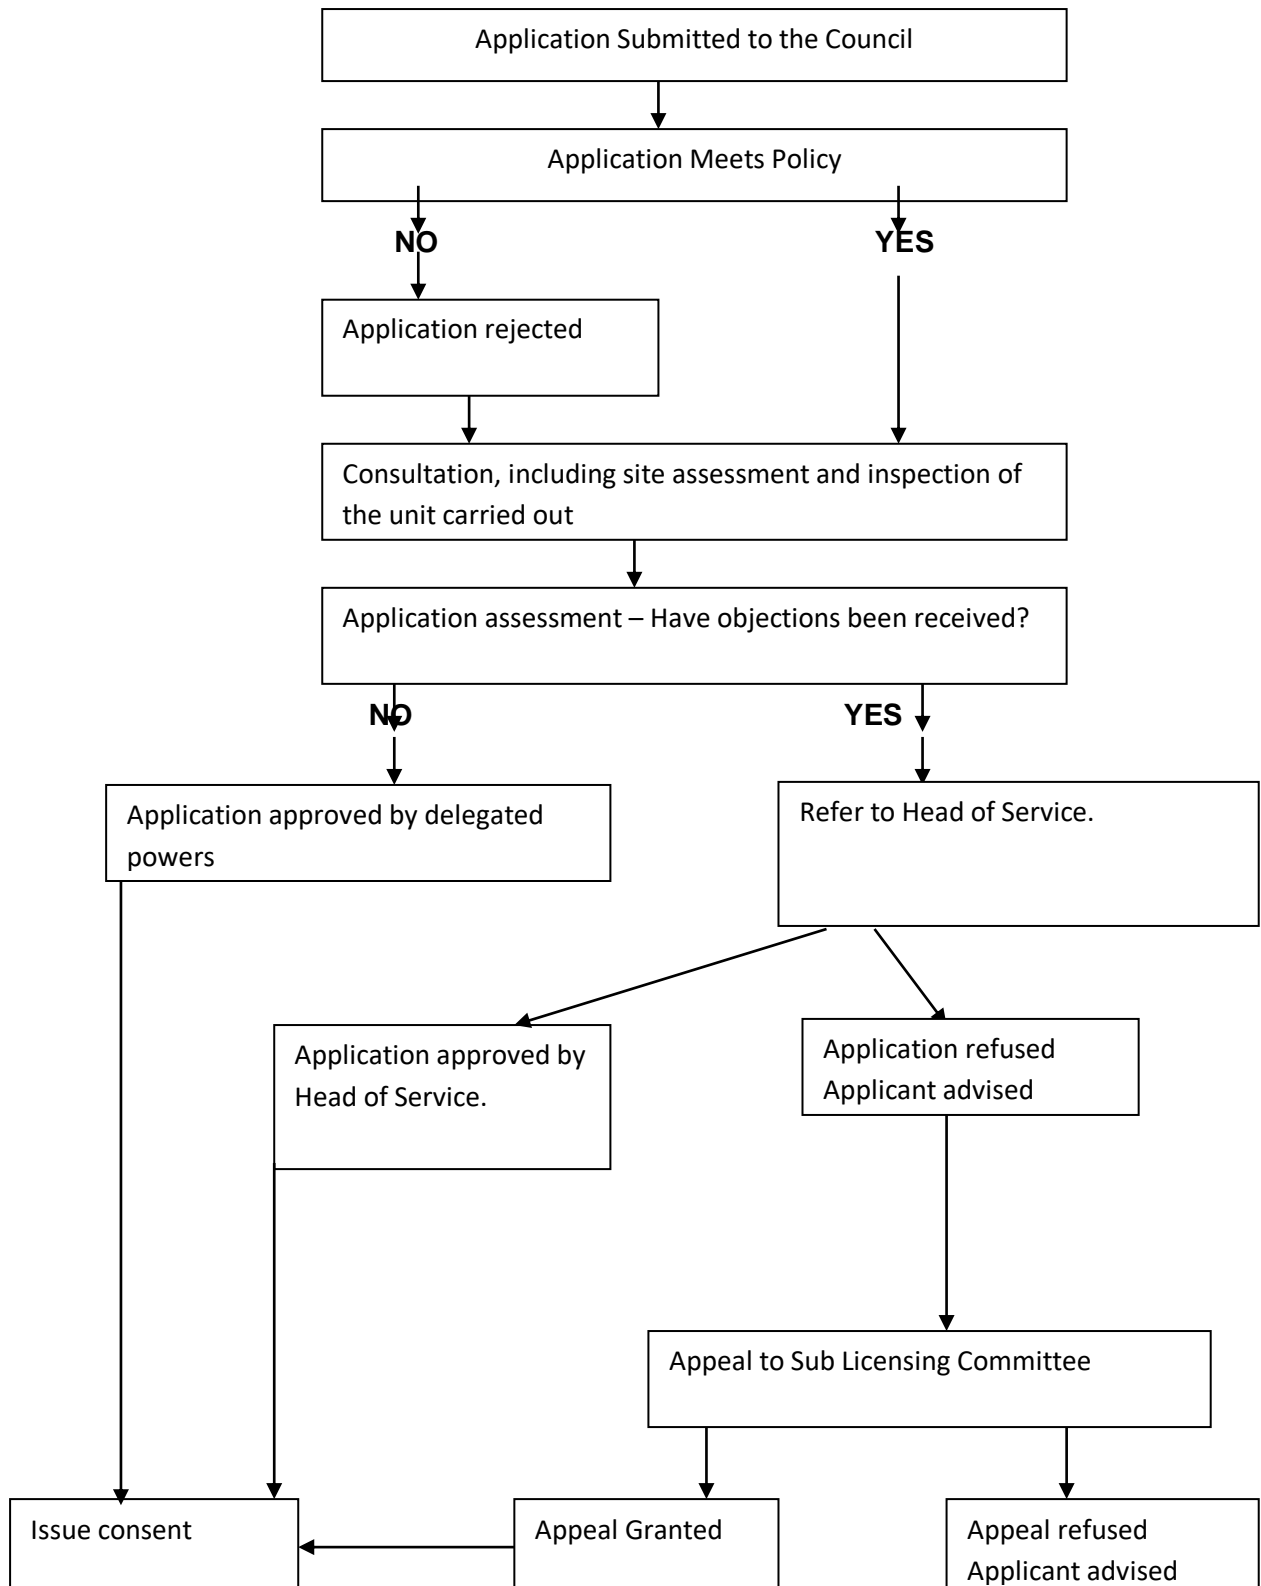 Application Submitted to the Council
Application Meets Policy
NO
YES
Application rejected
Consultation, including site assessment and inspection of
the unit carried out
Application assessment – Have objections been received?
NO
YES
Application approved by delegated
powers
Refer to Head of Service.
Application approved by
Head of Service.
Application refused
Applicant advised
Appeal to Sub Licensing Committee
Issue consent
Appeal Granted
Appeal refused
Applicant advised